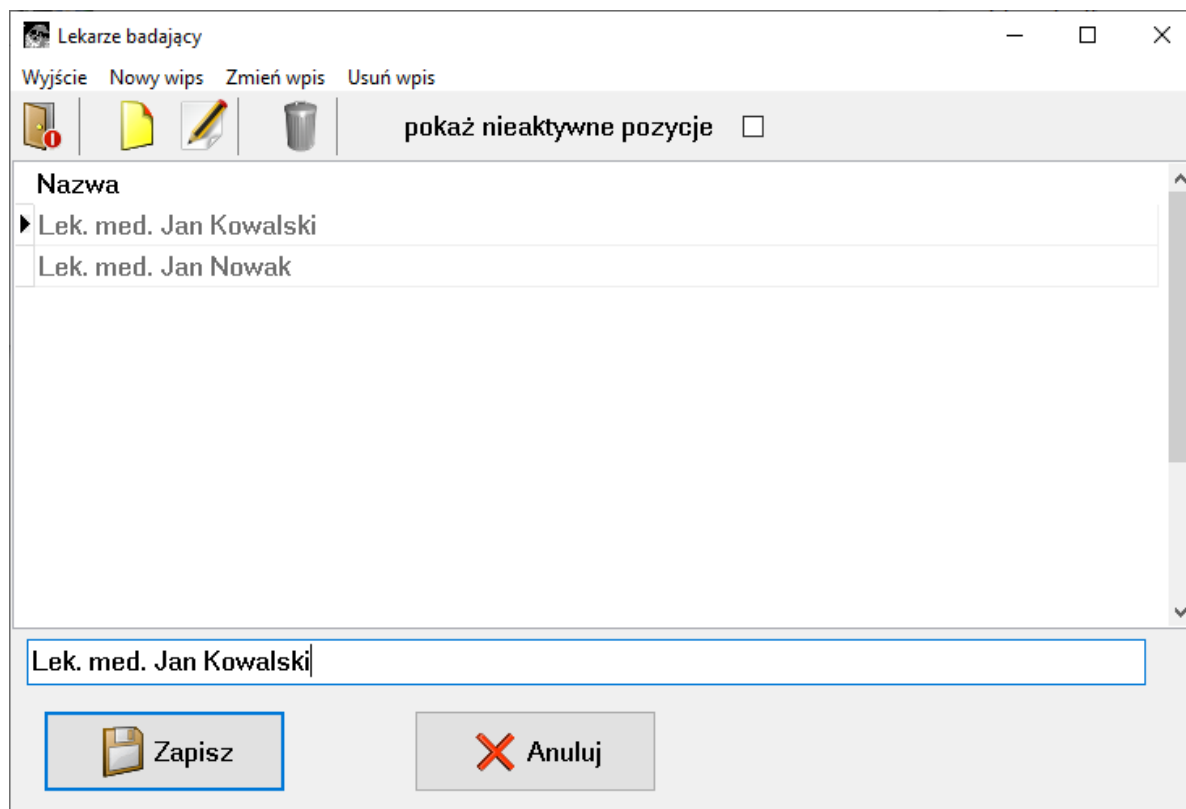 Lekarze badający
Wyjście Nowy wips Zmień wpis Usuń wpis
pokaż nieaktywne pozycje
Nazwa
Lek. med. Jan Kowalski
Lek. med. Jan Nowak
Lek. med. Jan Kowalski
Zapisz Anuluj